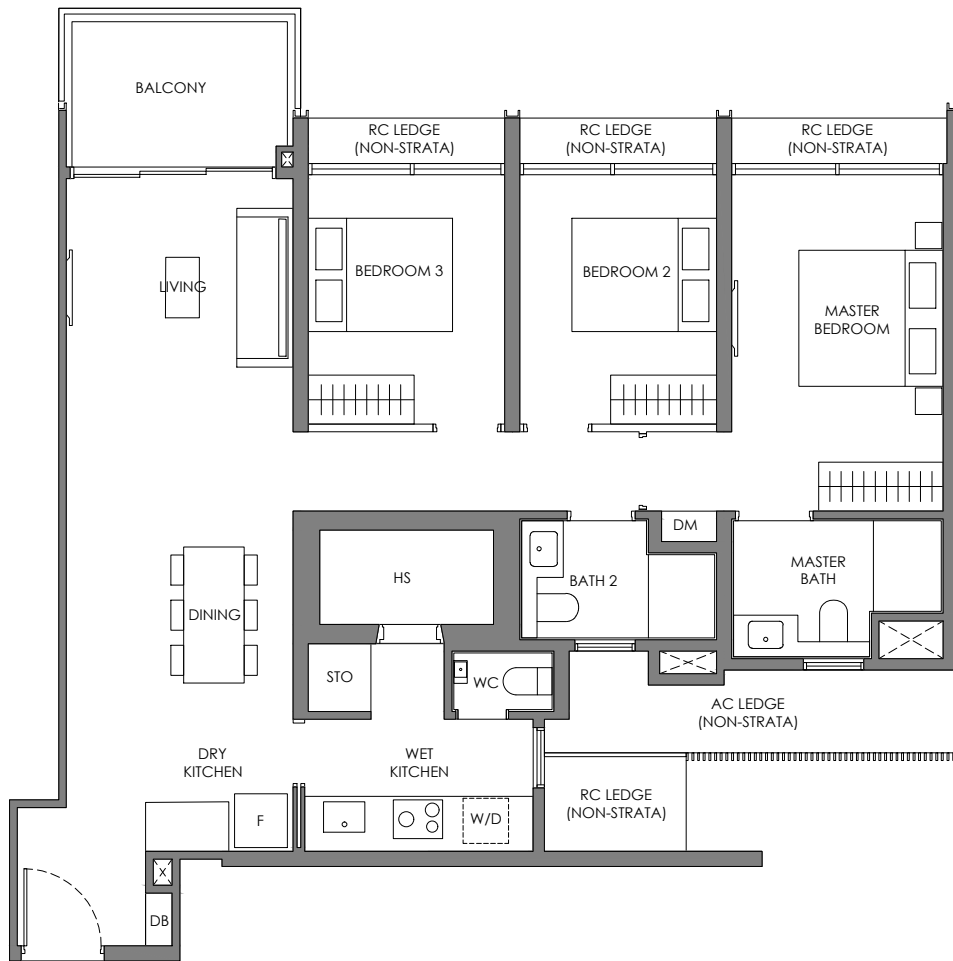 BALCONY
RC LEDGE
(NON-STRATA)
RC LEDGE
(NON-STRATA)
RC LEDGE
(NON-STRATA)
LIVING
BEDROOM 3
BEDROOM 2
MASTER
BEDROOM
DM
HS
BATH 2
MASTER
BATH
DINING
STO
WC
AC LEDGE
(NON-STRATA)
DRY
KITCHEN
WET
KITCHEN
RC LEDGE
(NON-STRATA)
F
W/D
X
DB